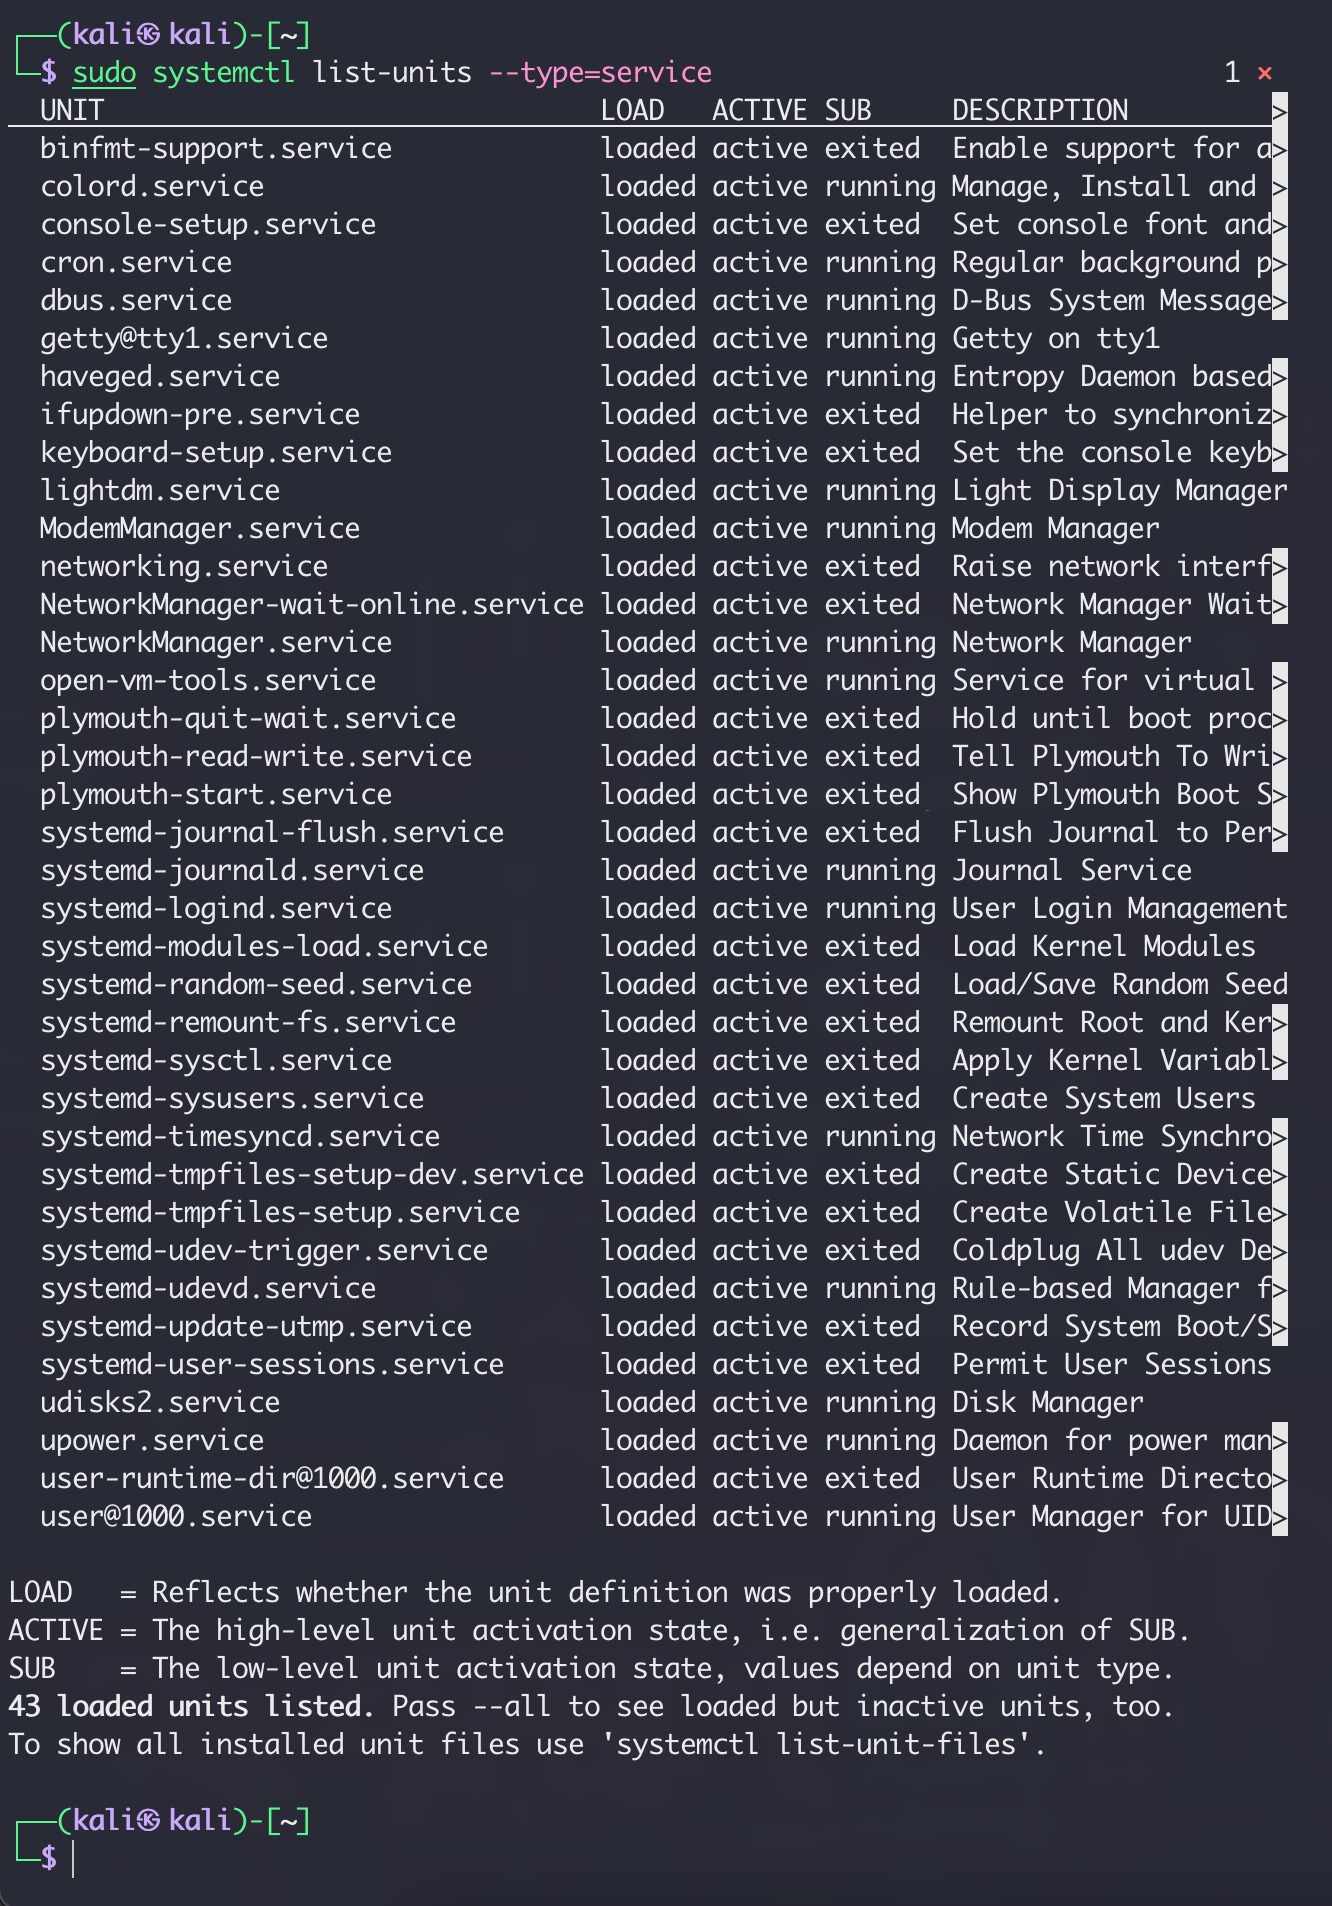 ┌──(kali㉿kali)-[~]
└─$ sudo systemctl list-units --type=service 1 ×
UNIT LOAD ACTIVE SUB DESCRIPTION >
binfmt-support.service loaded active exited Enable support for a>
colord.service loaded active running Manage, Install and >
console-setup.service loaded active exited Set console font and>
cron.service loaded active running Regular background p>
dbus.service loaded active running D-Bus System Message>
getty@tty1.service loaded active running Getty on tty1
haveged.service loaded active running Entropy Daemon based>
ifupdown-pre.service loaded active exited Helper to synchroniz>
keyboard-setup.service loaded active exited Set the console keyb>
lightdm.service loaded active running Light Display Manager
ModemManager.service loaded active running Modem Manager
networking.service loaded active exited Raise network interf>
NetworkManager-wait-online.service loaded active exited Network Manager Wait>
NetworkManager.service loaded active running Network Manager
open-vm-tools.service loaded active running Service for virtual >
plymouth-quit-wait.service loaded active exited Hold until boot proc>
plymouth-read-write.service loaded active exited Tell Plymouth To Wri>
plymouth-start.service loaded active exited Show Plymouth Boot S>
systemd-journal-flush.service loaded active exited Flush Journal to Per>
systemd-journald.service loaded active running Journal Service
systemd-logind.service loaded active running User Login Management
systemd-modules-load.service loaded active exited Load Kernel Modules
systemd-random-seed.service loaded active exited Load/Save Random Seed
systemd-remount-fs.service loaded active exited Remount Root and Ker>
systemd-sysctl.service loaded active exited Apply Kernel Variabl>
systemd-sysusers.service loaded active exited Create System Users
systemd-timesyncd.service loaded active running Network Time Synchro>
systemd-tmpfiles-setup-dev.service loaded active exited Create Static Device>
systemd-tmpfiles-setup.service loaded active exited Create Volatile File>
systemd-udev-trigger.service loaded active exited Coldplug All udev De>
systemd-udevd.service loaded active running Rule-based Manager f>
systemd-update-utmp.service loaded active exited Record System Boot/S>
systemd-user-sessions.service loaded active exited Permit User Sessions
udisks2.service loaded active running Disk Manager
upower.service loaded active running Daemon for power man>
user-runtime-dir@1000.service loaded active exited User Runtime Directo>
user@1000.service loaded active running User Manager for UID>
LOAD = Reflects whether the unit definition was properly loaded.
ACTIVE = The high-level unit activation state, i.e. generalization of SUB.
SUB = The low-level unit activation state, values depend on unit type.
43 loaded units listed. Pass --all to see loaded but inactive units, too.
To show all installed unit files use 'systemctl list-unit-files'.
┌──(kali㉿kali)-[~]
└─$